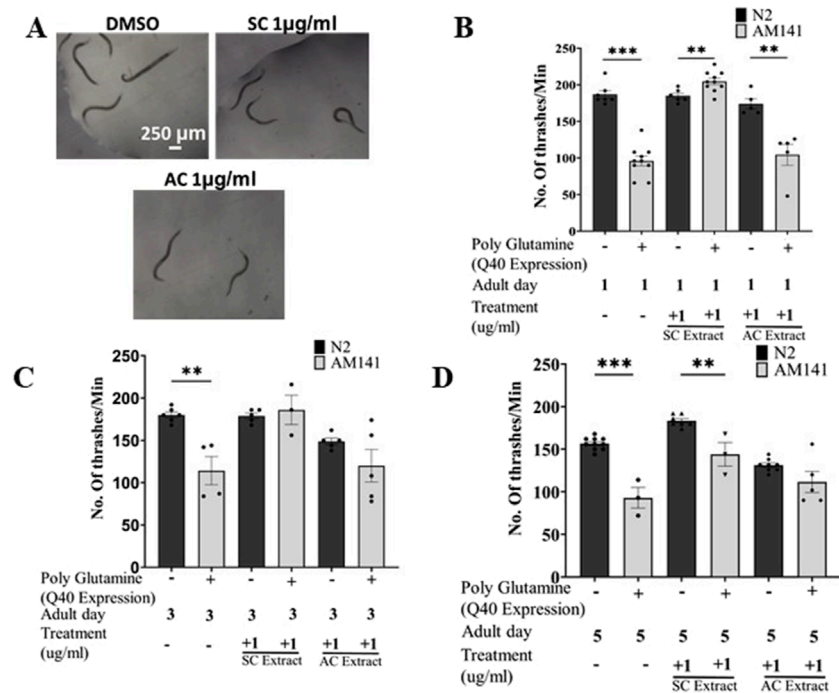 A
DMSO
SC 1µg/ml
250 µm
AC 1µg/ml
B
N2
AM141
No. Of thrashes/Min
250
200
150
100
50
0
***
**
**
Poly Glutamine - + - + - +
(Q40 Expression)
Adult day 1 1 1 1 1 1
Treatment - - +1 +1 +1 +1
(ug/ml)
SC Extract AC Extract
C
N2
AM141
No. Of thrashes/Min
250
200
150
100
50
0
**
Poly Glutamine - + - + - +
(Q40 Expression)
Adult day 3 3 3 3 3 3
Treatment - - +1 +1 +1 +1
(ug/ml)
SC Extract AC Extract
D
N2
AM141
No. Of thrashes/Min
250
200
150
100
50
0
***
**
Poly Glutamine - + - + - +
(Q40 Expression)
Adult day 5 5 5 5 5 5
Treatment - - +1 +1 +1 +1
(ug/ml)
SC Extract AC Extract